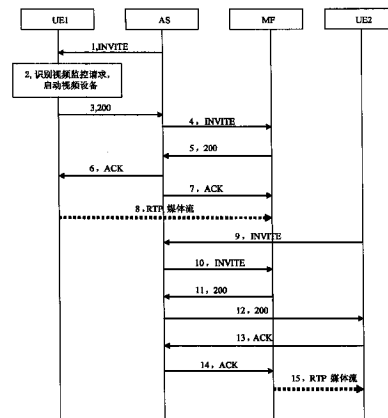 UE1
AS
MF
UE2
1,INVITE
2, 识别视频监控请求,
启动视频设备
3,200
4, INVITE
5, 200
6, ACK
7, ACK
8,RTP 媒体流
9, INVITE
10, INVITE
11, 200
12, 200
13, ACK
14, ACK
15, RTP 媒体流